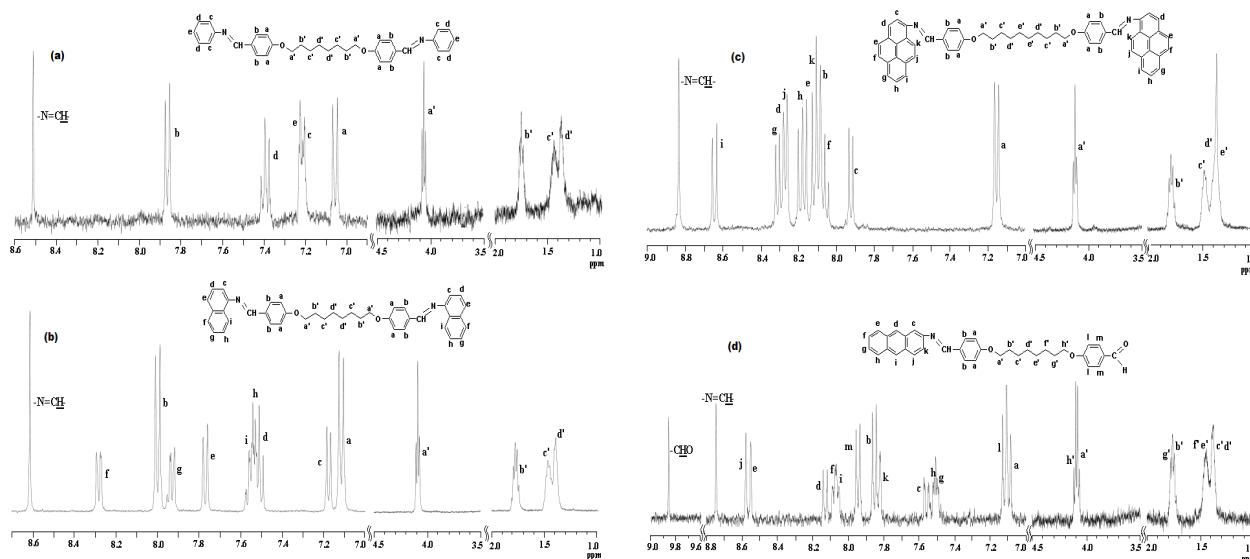 (a)
d c b a b' d' c' a' a b c d
e N O O N e
d c b a a' c' d' b' a b c d
-N=CH-
b
d
e
c
a
a'
b'
c'
d'
8.6 8.4 8.2 8.0 7.8 7.6 7.4 7.2 7.0 4.5 4.0 3.5 2.0 1.5 1.0
ppm
(b)
d c b a b' d' c' a' a b c d
e N O O N e
f i b a a' c' d' b' a b i f
g h h g
-N=CH-
f
b
g
e
i
h
d
c
a
a'
b'
c'
d'
8.6 8.4 8.2 8.0 7.8 7.6 7.4 7.2 7.0 4.5 4.0 3.5 2.0 1.5 1.0
ppm
(c)
d c b a a' c' e' d' b' a b c d
e k N O O N k e
f j b a b' d' e' c' a' a b j f
g h i i h g
-N=CH-
i
g
d
j
h
e
k
b
f
c
a
a'
b'
c'
d'
e'
9.0 8.8 8.6 8.4 8.2 8.0 7.8 7.6 7.4 7.2 7.0 4.5 4.0 3.5 2.0 1.5
ppm
(d)
e d c b a b' d' f' h' l m O
f N O O
g k b a a' c' e' g' l m H
h i j
-CHO
-N=CH-
j
e
d
f
i
m
b
k
c
h
g
l
a
h'
a'
g'
b'
f'
e'
c'
d'
9.0 9.8 9.6 8.8 8.6 8.4 8.2 8.0 7.8 7.6 7.4 7.2 7.0 4.5 4.0 3.5 2.0 1.5
ppm